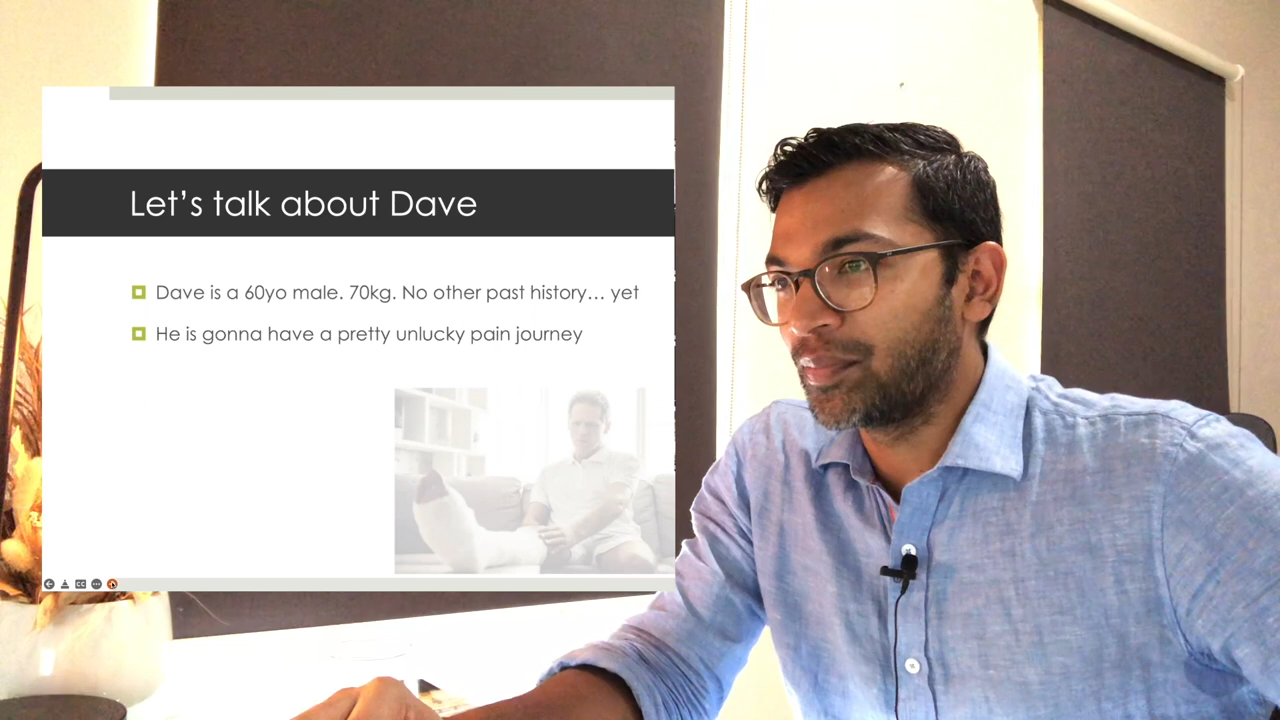 Let’s talk about Dave
Dave is a 60yo male. 70kg. No other past history… yet
He is gonna have a pretty unlucky pain journey
CC